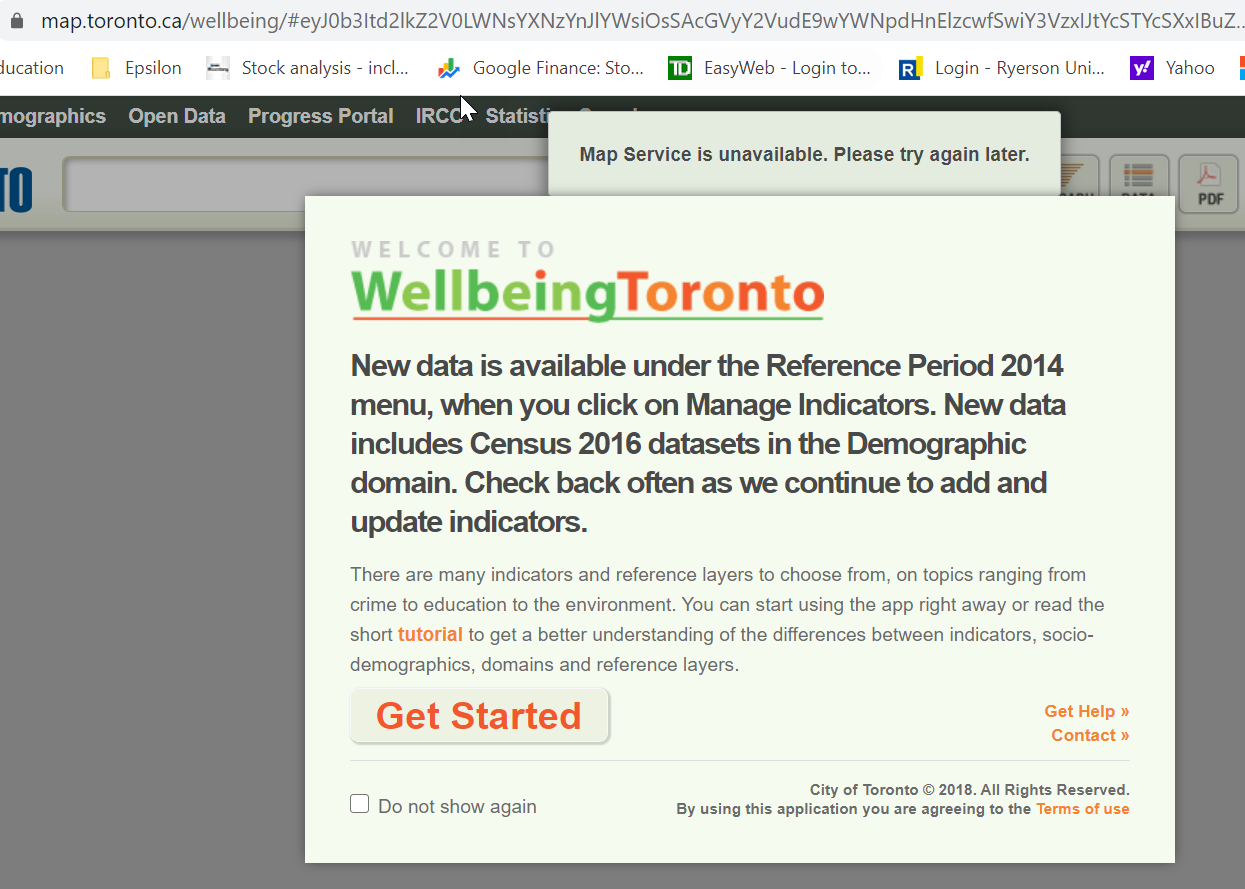 map.toronto.ca/wellbeing/#eyJ0b3Itd2lkZ2V0LWNsYXNzYnJlYWsiOsSAcGVyY2VudE9wYWNpdHnElzcwfSwiY3VzxIJtYcSTYcSXxIBuZ...
ducation Epsilon Stock analysis - incl... Google Finance: Sto... TD EasyWeb - Login to... R Login - Ryerson Uni... y! Yahoo
mographics Open Data Progress Portal IRCC Statisti
Map Service is unavailable. Please try again later.
TO
DATA
PDF
WELCOME TO
WellbeingToronto
New data is available under the Reference Period 2014
menu, when you click on Manage Indicators. New data
includes Census 2016 datasets in the Demographic
domain. Check back often as we continue to add and
update indicators.
There are many indicators and reference layers to choose from, on topics ranging from
crime to education to the environment. You can start using the app right away or read the
short tutorial to get a better understanding of the differences between indicators, socio-
demographics, domains and reference layers.
Get Started
Get Help »
Contact »
Do not show again
City of Toronto © 2018. All Rights Reserved.
By using this application you are agreeing to the Terms of use